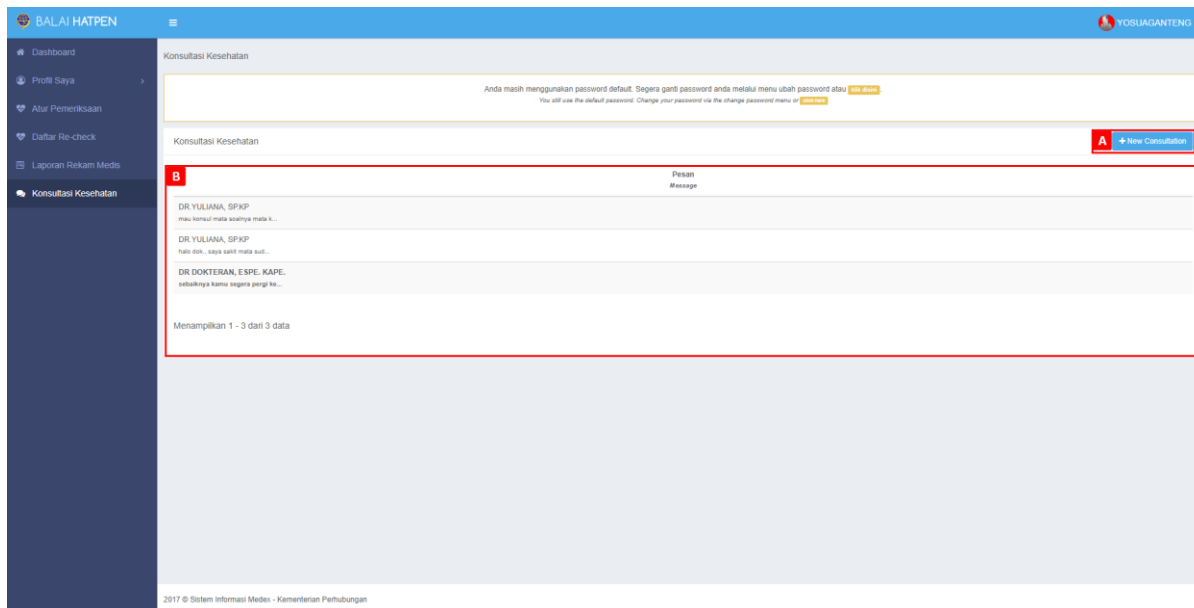 BALAI HATPEN
YOSUAGANTENG
Dashboard
Profil Saya
Atur Pemeriksaan
Daftar Re-check
Laporan Rekam Medis
Konsultasi Kesehatan
Konsultasi Kesehatan
Anda masih menggunakan password default. Segera ganti password anda melalui menu ubah password atau klik disini .
You still use the default password. Change your password via the change password menu or click here
Konsultasi Kesehatan
A + New Consultation
B
Pesan
Message
DR.YULIANA, SP.KP
mau konsul mata soalnya mata k...
DR.YULIANA, SP.KP
halo dok., saya sakit mata sud...
DR DOKTERAN, ESPE. KAPE.
sebaiknya kamu segera pergi ke...
Menampilkan 1 - 3 dari 3 data
2017 © Sistem Informasi Medex - Kementerian Perhubungan